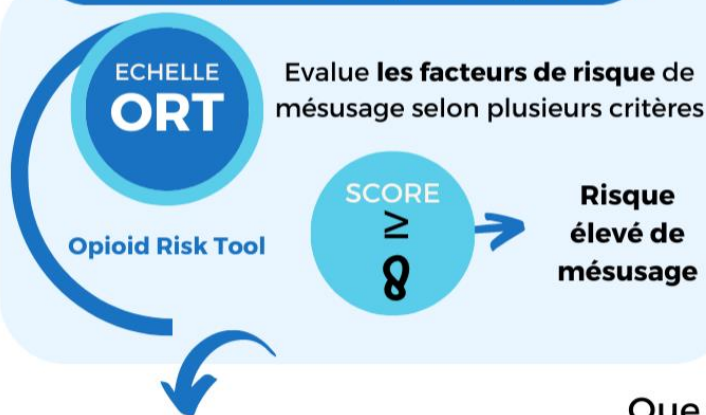 ECHELLE
ORT
Evalue les facteurs de risque de
mésusage selon plusieurs critères
Opioid Risk Tool
SCORE
≥
8
Risque
élevé de
mésusage
Que